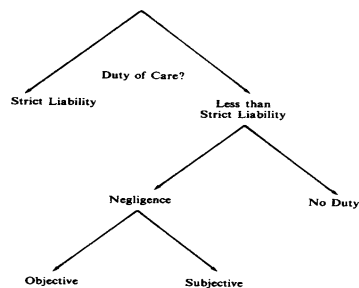 Duty of Care?
Strict Liability
Less than
Strict Liability
Negligence
No Duty
Objective
Subjective